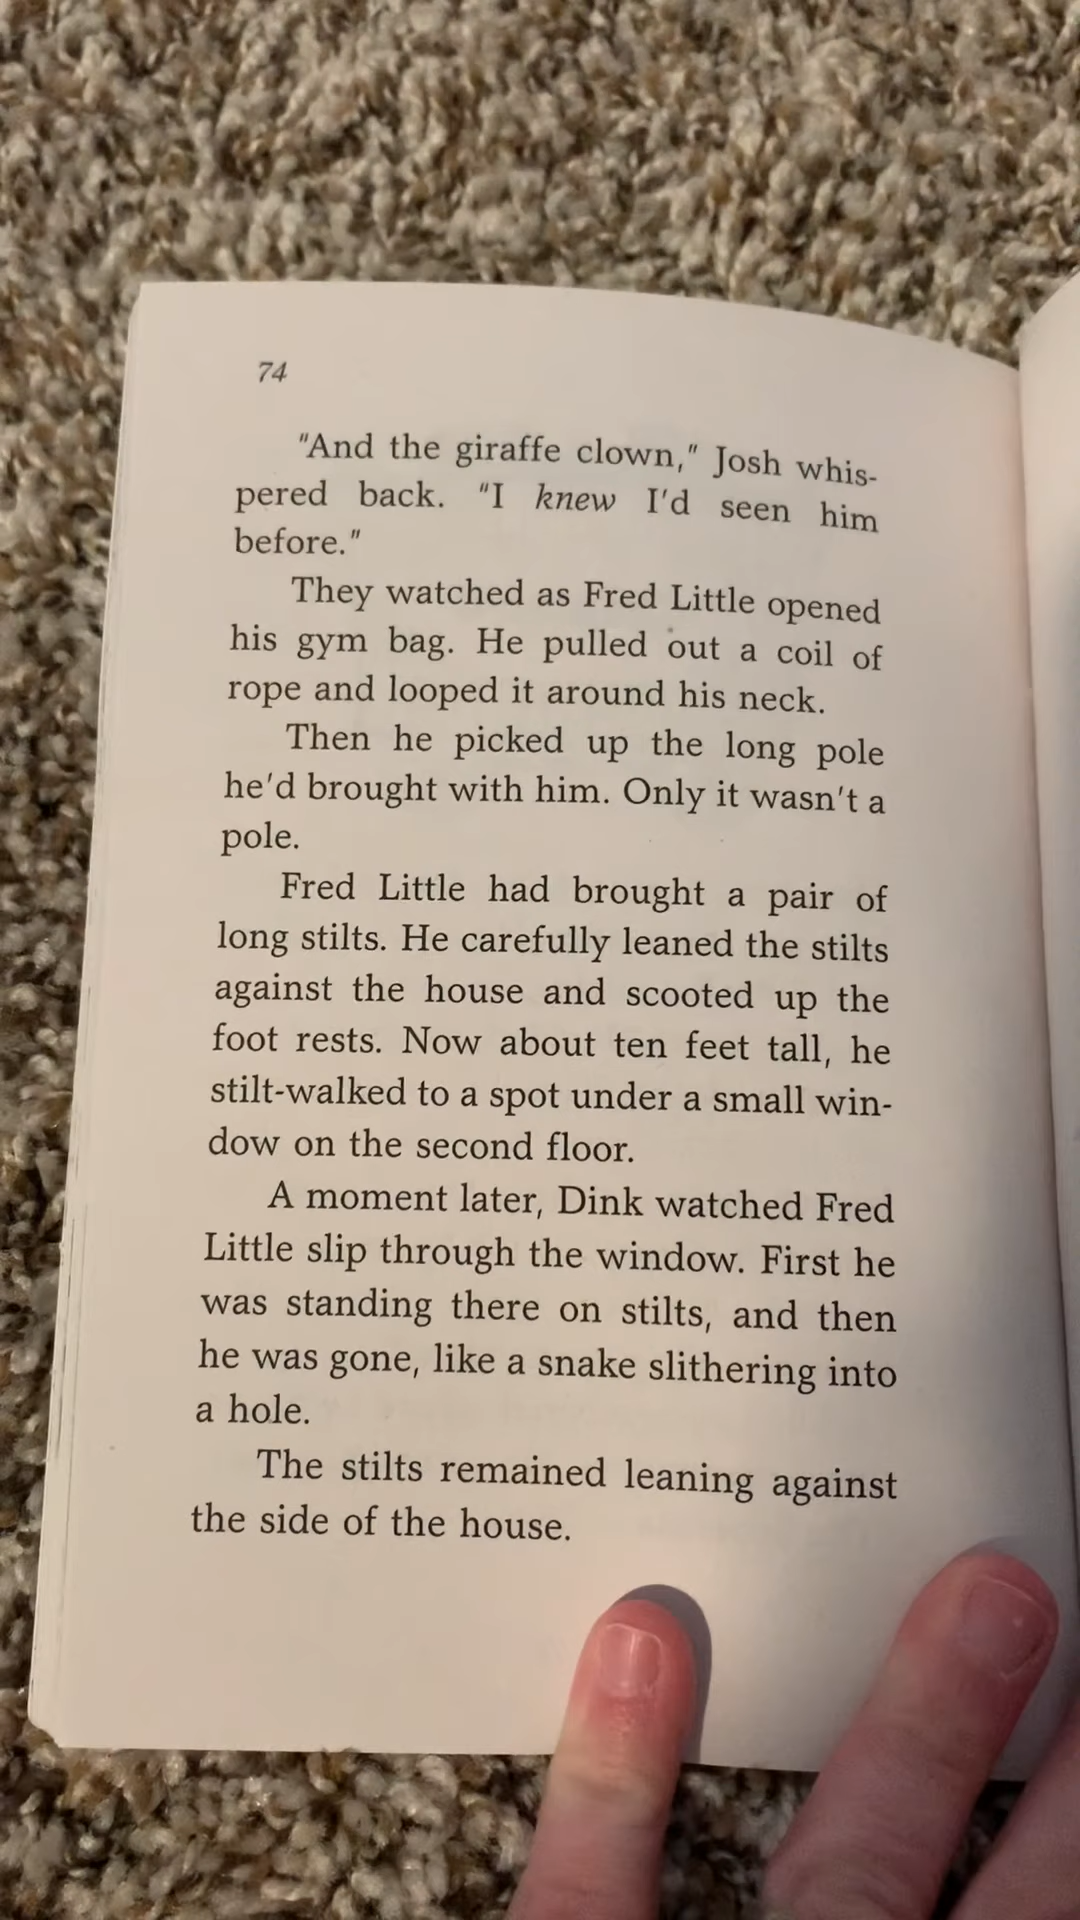 74
"And the giraffe clown," Josh whis-
pered back. "I knew I'd seen him
before."
They watched as Fred Little opened
his gym bag. He pulled out a coil of
rope and looped it around his neck.
Then he picked up the long pole
he'd brought with him. Only it wasn't a
pole.
Fred Little had brought a pair of
long stilts. He carefully leaned the stilts
against the house and scooted up the
foot rests. Now about ten feet tall, he
stilt-walked to a spot under a small win-
dow on the second floor.
A moment later, Dink watched Fred
Little slip through the window. First he
was standing there on stilts, and then
he was gone, like a snake slithering into
a hole.
The stilts remained leaning against
the side of the house.